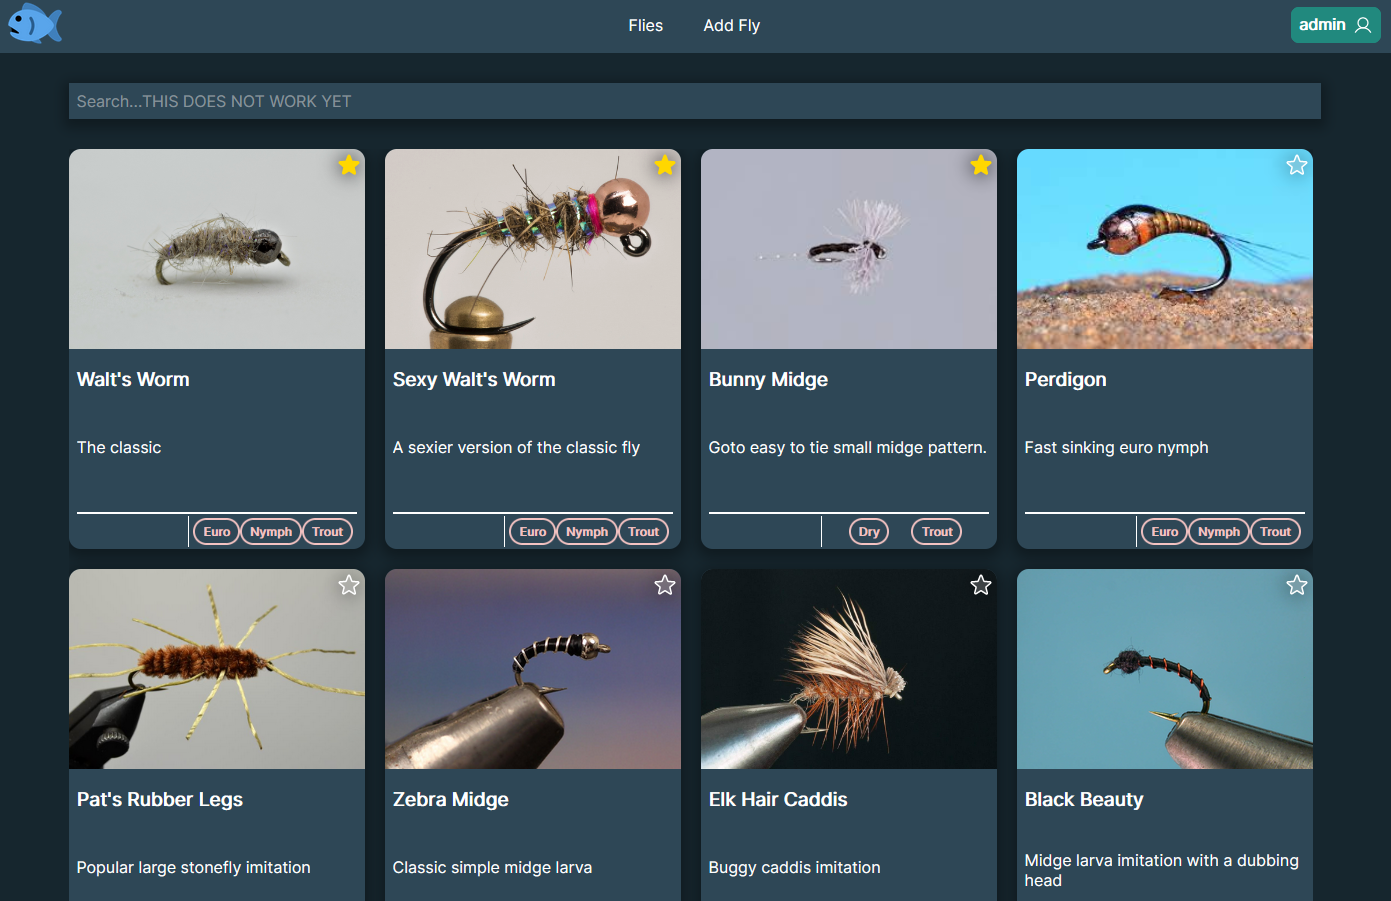 Flies Add Fly admin
Search...THIS DOES NOT WORK YET
Walt's Worm
The classic
Euro Nymph Trout
Sexy Walt's Worm
A sexier version of the classic fly
Euro Nymph Trout
Bunny Midge
Goto easy to tie small midge pattern.
Dry Trout
Perdigon
Fast sinking euro nymph
Euro Nymph Trout
Pat's Rubber Legs
Popular large stonefly imitation
Zebra Midge
Classic simple midge larva
Elk Hair Caddis
Buggy caddis imitation
Black Beauty
Midge larva imitation with a dubbing
head